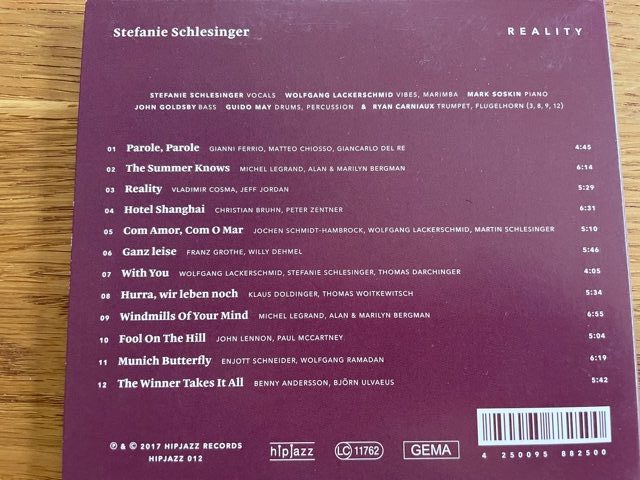 Stefanie Schlesinger REALITY
STEFANIE SCHLESINGER VOCALS WOLFGANG LACKERSCHMID VIBES, MARIMBA MARK SOSKIN PIANO
JOHN GOLDSBY BASS GUIDO MAY DRUMS, PERCUSSION & RYAN CARNIAUX TRUMPET, FLUGELHORN (3, 8, 9, 12)
01 Parole, Parole GIANNI FERRIO, MATTEO CHIOSSO, GIANCARLO DEL RE 4:45
02 The Summer Knows MICHEL LEGRAND, ALAN & MARILYN BERGMAN 6:14
03 Reality VLADIMIR COSMA, JEFF JORDAN 5:29
04 Hotel Shanghai CHRISTIAN BRUHN, PETER ZENTNER 6:31
05 Com Amor, Com O Mar JOCHEN SCHMIDT-HAMBROCK, WOLFGANG LACKERSCHMID, MARTIN SCHLESINGER 5:10
06 Ganz leise FRANZ GROTHE, WILLY DEHMEL 5:46
07 With You WOLFGANG LACKERSCHMID, STEFANIE SCHLESINGER, THOMAS DARCHINGER 4:05
08 Hurra, wir leben noch KLAUS DOLDINGER, THOMAS WOITKEWITSCH 5:34
09 Windmills Of Your Mind MICHEL LEGRAND, ALAN & MARILYN BERGMAN 6:55
10 Fool On The Hill JOHN LENNON, PAUL MCCARTNEY 5:04
11 Munich Butterfly ENJOTT SCHNEIDER, WOLFGANG RAMADAN 6:19
12 The Winner Takes It All BENNY ANDERSSON, BJÖRN ULVAEUS 5:42
℗ & © 2017 HIPJAZZ RECORDS
HIPJAZZ 012
hipjazz
LC 11762
GEMA
4 250095 882500